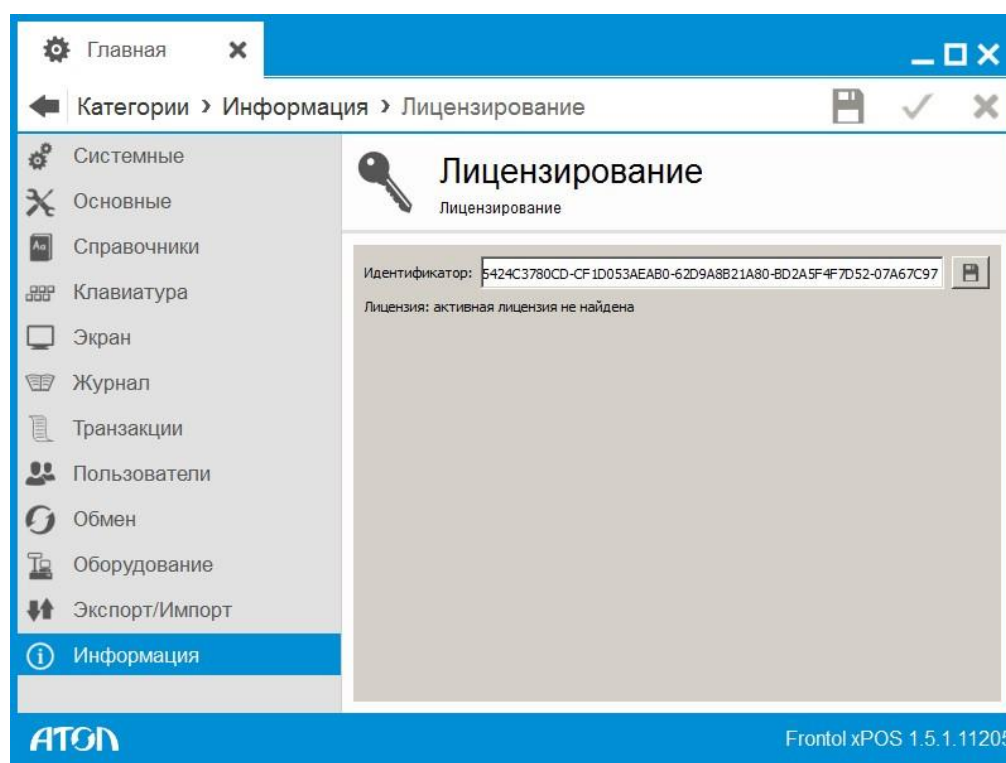 Главная
Категории › Информация › Лицензирование
Системные
Основные
Справочники
Клавиатура
Экран
Журнал
Транзакции
Пользователи
Обмен
Оборудование
Экспорт/Импорт
Информация
Лицензирование
Лицензирование
Идентификатор: 5424C3780CD-CF1D053AEAB0-62D9A8B21A80-BD2A5F4F7D52-07A67C97
Лицензия: активная лицензия не найдена
АТОЛ
Frontol xPOS 1.5.1.11205